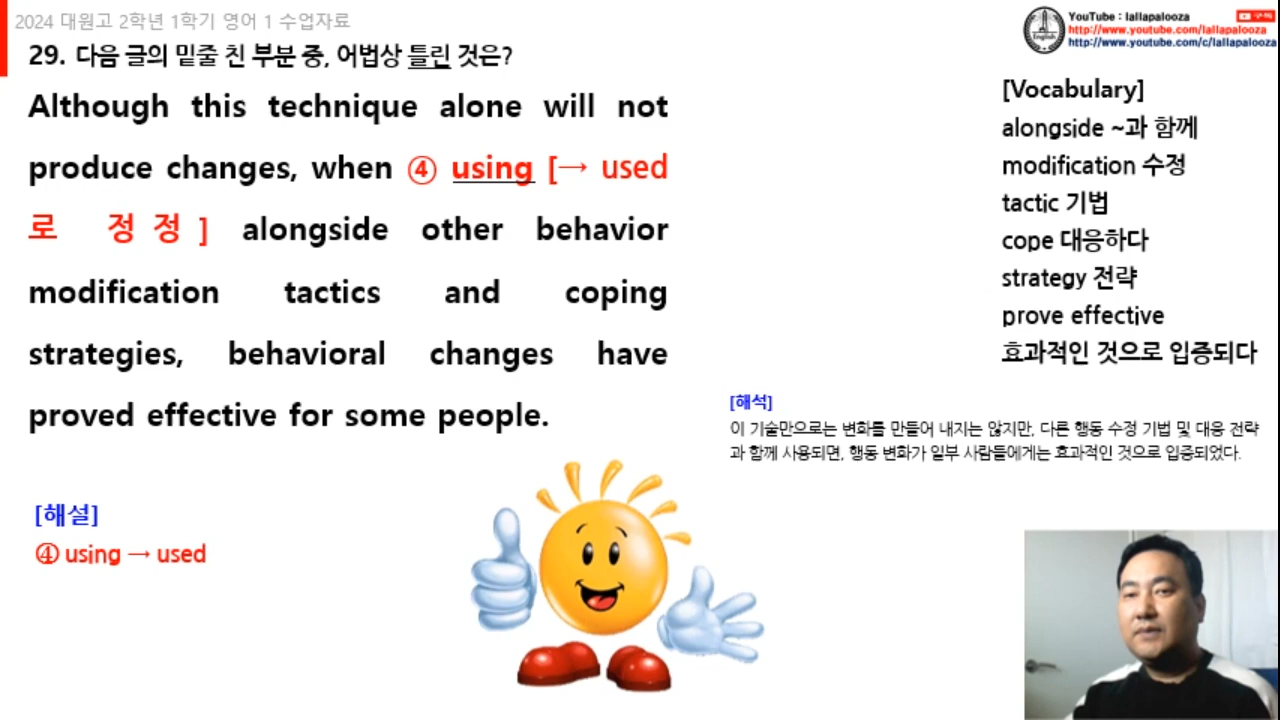 2024 대원고 2학년 1학기 영어 1 수업자료
29. 다음 글의 밑줄 친 부분 중, 어법상 틀린 것은?
Although this technique alone will not
produce changes, when ④ using [→ used
로 정정] alongside other behavior
modification tactics and coping
strategies, behavioral changes have
proved effective for some people.
[해설]
④ using → used
YouTube : lallapalooza
http://www.youtube.com/lallapalooza
http://www.youtube.com/c/lallapalooza
[Vocabulary]
alongside ~과 함께
modification 수정
tactic 기법
cope 대응하다
strategy 전략
prove effective
효과적인 것으로 입증되다
[해석]
이 기술만으로는 변화를 만들어 내지는 않지만, 다른 행동 수정 기법 및 대응 전략
과 함께 사용되면, 행동 변화가 일부 사람들에게는 효과적인 것으로 입증되었다.